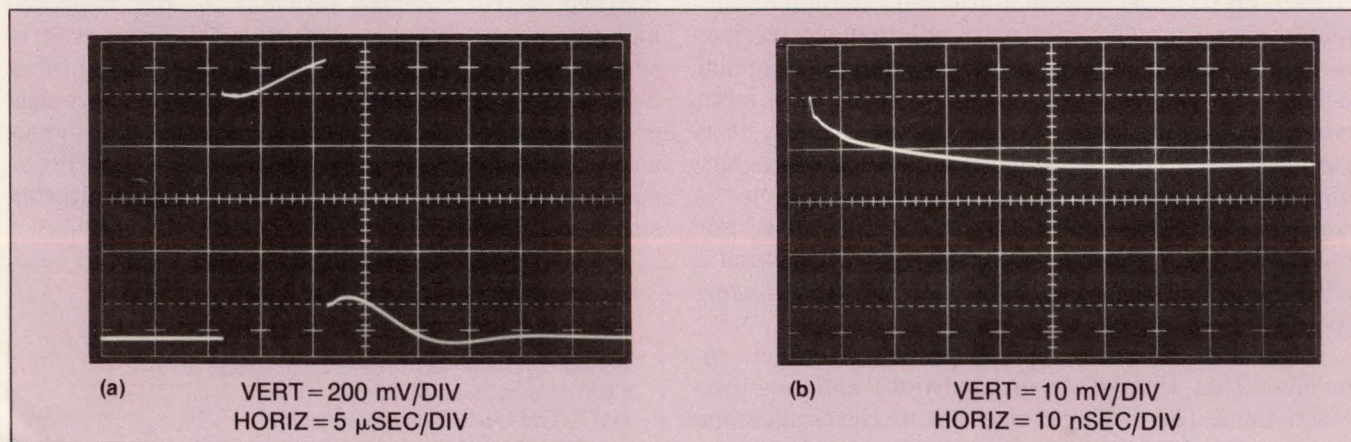 (a)
VERT = 200 mV/DIV
HORIZ = 5 μSEC/DIV
(b)
VERT = 10 mV/DIV
HORIZ = 10 nSEC/DIV